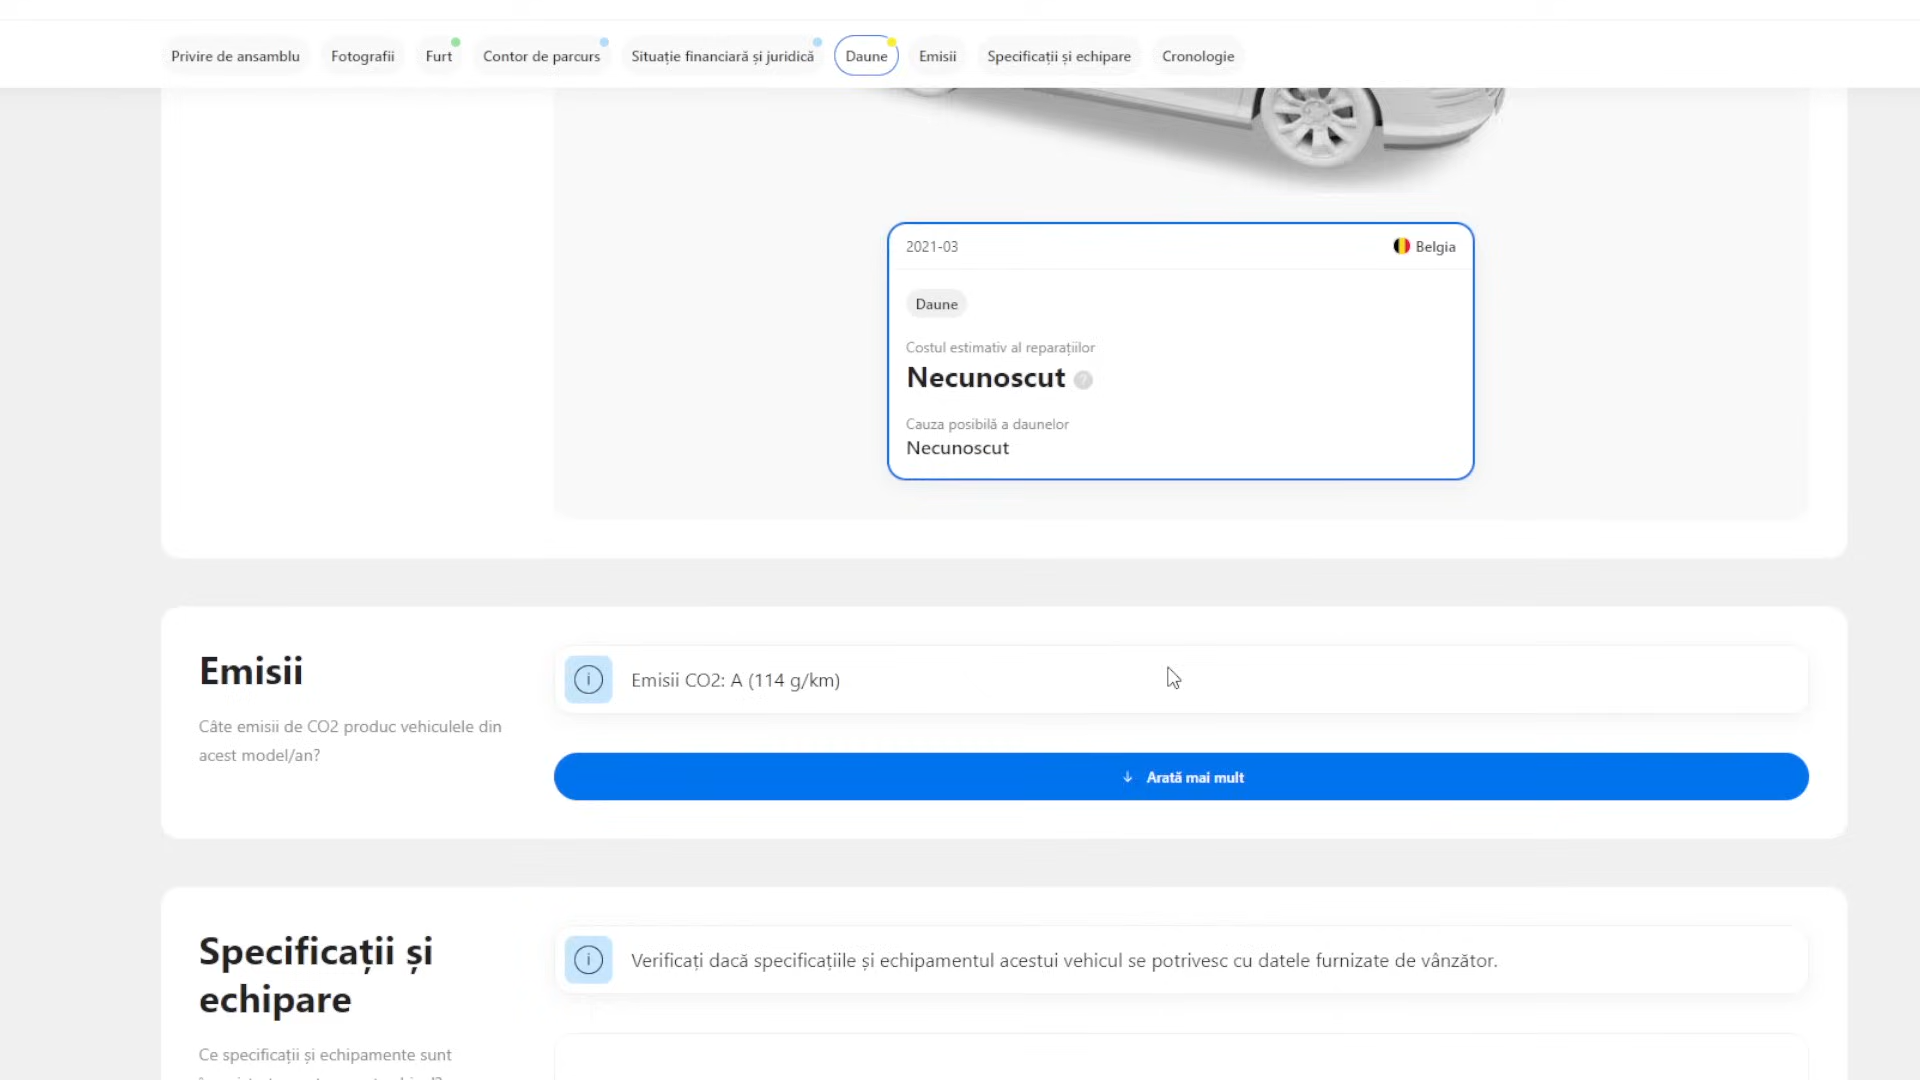 Privire de ansamblu Fotografii Furt Contor de parcurs Situație financiară și juridică Daune Emisii Specificații și echipare Cronologie
2021-03 Belgia
Daune
Costul estimativ al reparațiilor
Necunoscut ?
Cauza posibilă a daunelor
Necunoscut
Emisii
Câte emisii de CO2 produc vehiculele din
acest model/an?
i Emisii CO2: A (114 g/km)
↓ Arată mai mult
Specificații și
echipare
Ce specificații și echipamente sunt
i Verificați dacă specificațiile și echipamentul acestui vehicul se potrivesc cu datele furnizate de vânzător.